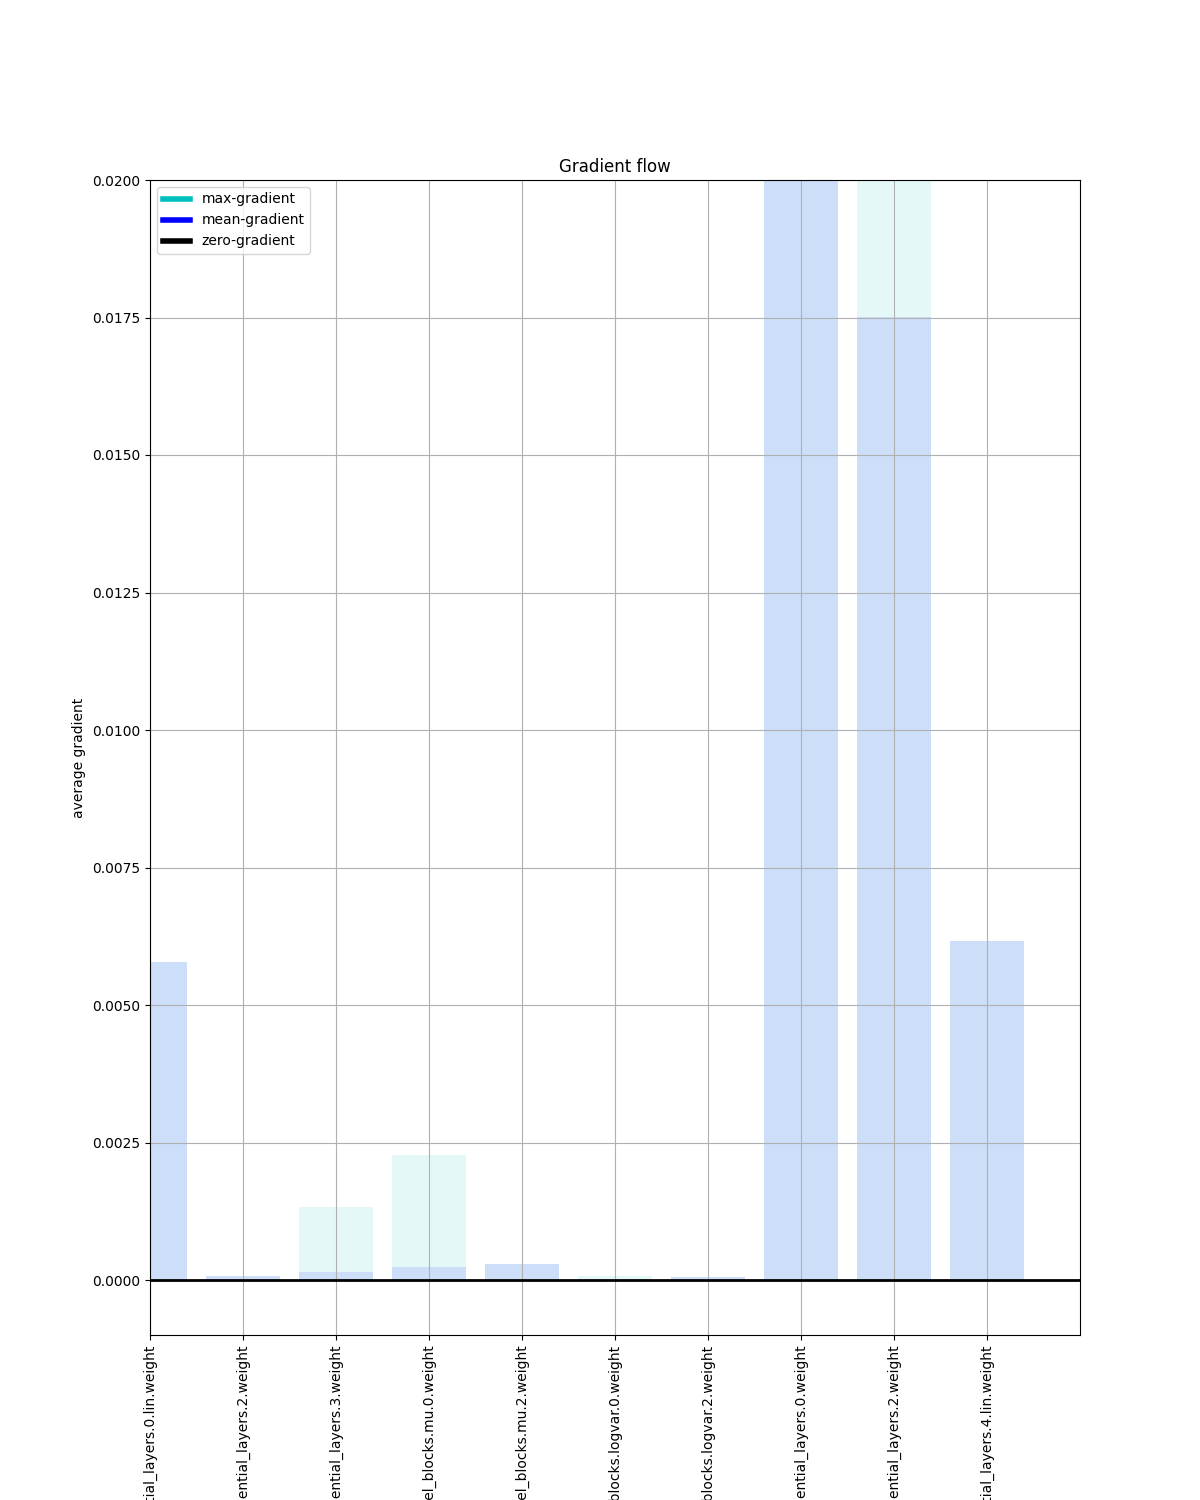 Gradient flow
max-gradient
mean-gradient
zero-gradient
0.0200
0.0175
0.0150
0.0125
0.0100
0.0075
0.0050
0.0025
0.0000
average gradient
tial_layers.0.lin.weight
ential_layers.2.weight
ential_layers.3.weight
el_blocks.mu.0.weight
el_blocks.mu.2.weight
blocks.logvar.0.weight
blocks.logvar.2.weight
ential_layers.0.weight
ential_layers.2.weight
tial_layers.4.lin.weight